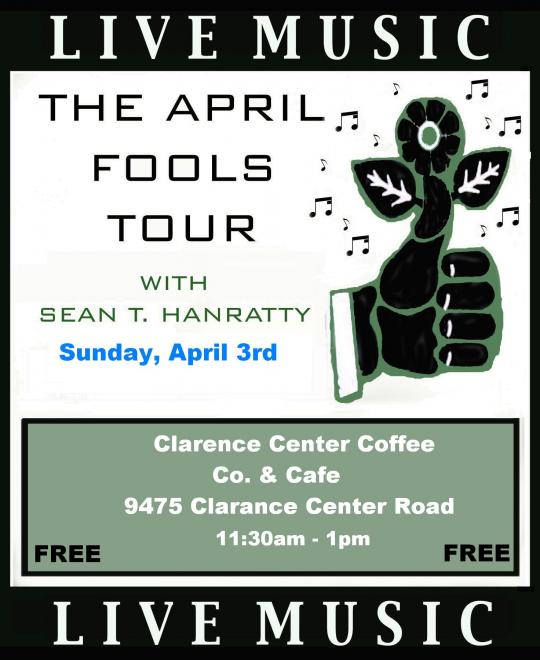 LIVE MUSIC
THE APRIL
FOOLS
TOUR
WITH
SEAN T. HANRATTY
Sunday, April 3rd
Clarence Center Coffee
Co. & Cafe
9475 Clarance Center Road
11:30am - 1pm
FREE
FREE
LIVE MUSIC